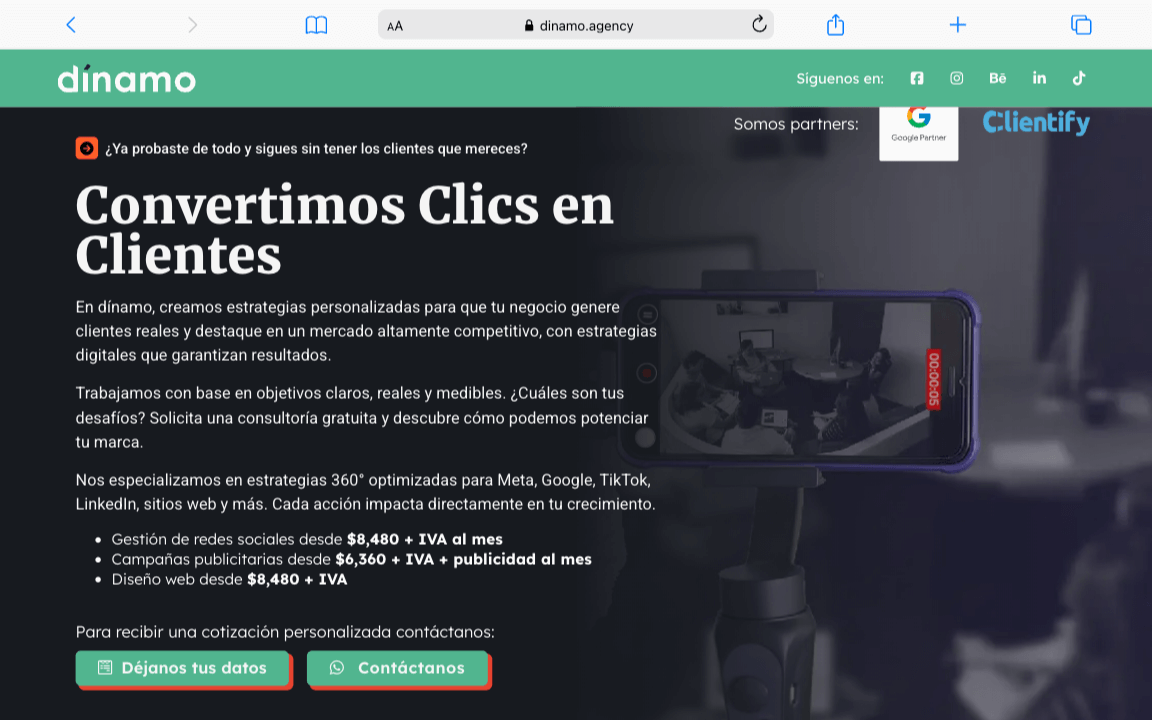 AA
dinamo.agency
dínamo
Síguenos en:
Bē
in
Somos partners:
G
Google Partner
Clientify
¿Ya probaste de todo y sigues sin tener los clientes que mereces?
Convertimos Clics en
Clientes
En dínamo, creamos estrategias personalizadas para que tu negocio genere
clientes reales y destaque en un mercado altamente competitivo, con estrategias
digitales que garantizan resultados.
Trabajamos con base en objetivos claros, reales y medibles. ¿Cuáles son tus
desafíos? Solicita una consultoría gratuita y descubre cómo podemos potenciar
tu marca.
00:00:05
Nos especializamos en estrategias 360° optimizadas para Meta, Google, TikTok,
LinkedIn, sitios web y más. Cada acción impacta directamente en tu crecimiento.
• Gestión de redes sociales desde $8,480 + IVA al mes
• Campañas publicitarias desde $6,360 + IVA + publicidad al mes
• Diseño web desde $8,480 + IVA
Para recibir una cotización personalizada contáctanos:
Déjanos tus datos
Contáctanos